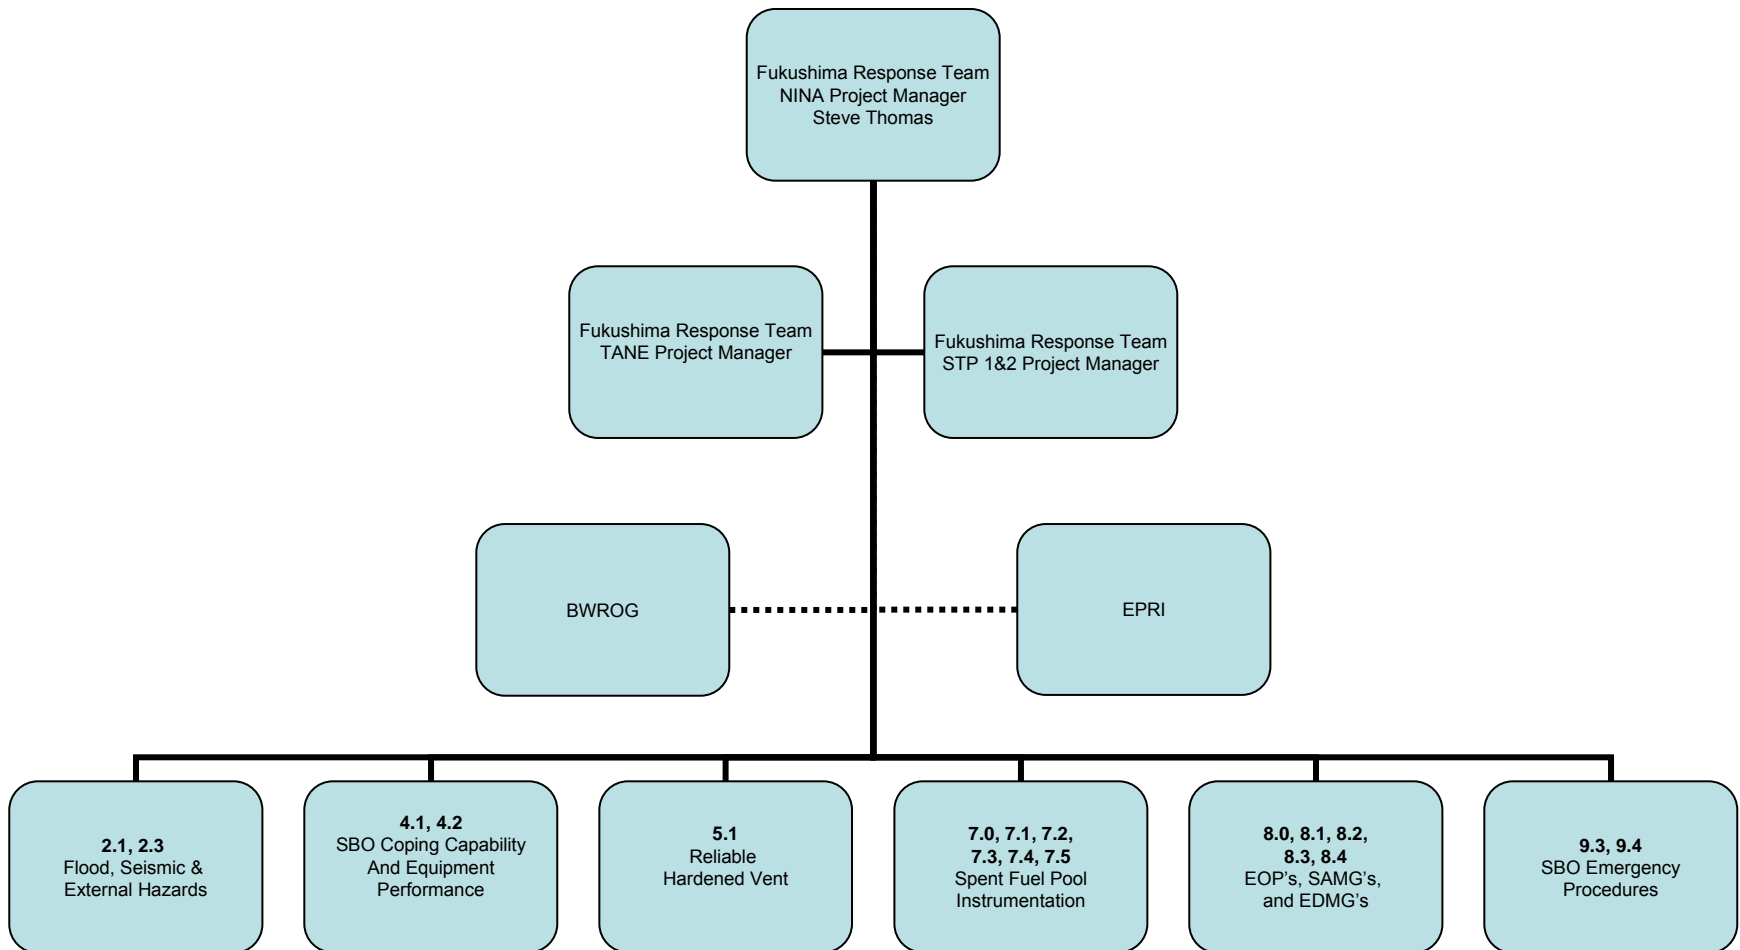 Fukushima Response Team
NINA Project Manager
Steve Thomas
Fukushima Response Team
TANE Project Manager
Fukushima Response Team
STP 1&2 Project Manager
BWROG
EPRI
2.1, 2.3
Flood, Seismic &
External Hazards
4.1, 4.2
SBO Coping Capability
And Equipment
Performance
5.1
Reliable
Hardened Vent
7.0, 7.1, 7.2,
7.3, 7.4, 7.5
Spent Fuel Pool
Instrumentation
8.0, 8.1, 8.2,
8.3, 8.4
EOP's, SAMG's,
and EDMG's
9.3, 9.4
SBO Emergency
Procedures